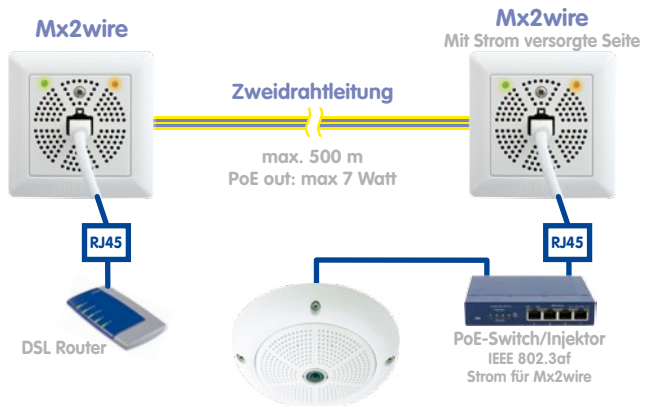 Mx2wire
Mx2wire
Mit Strom versorgte Seite
Zweidrahtleitung
max. 500 m
PoE out: max 7 Watt
RJ45
RJ45
DSL Router
PoE-Switch/Injektor
IEEE 802.3af
Strom für Mx2wire